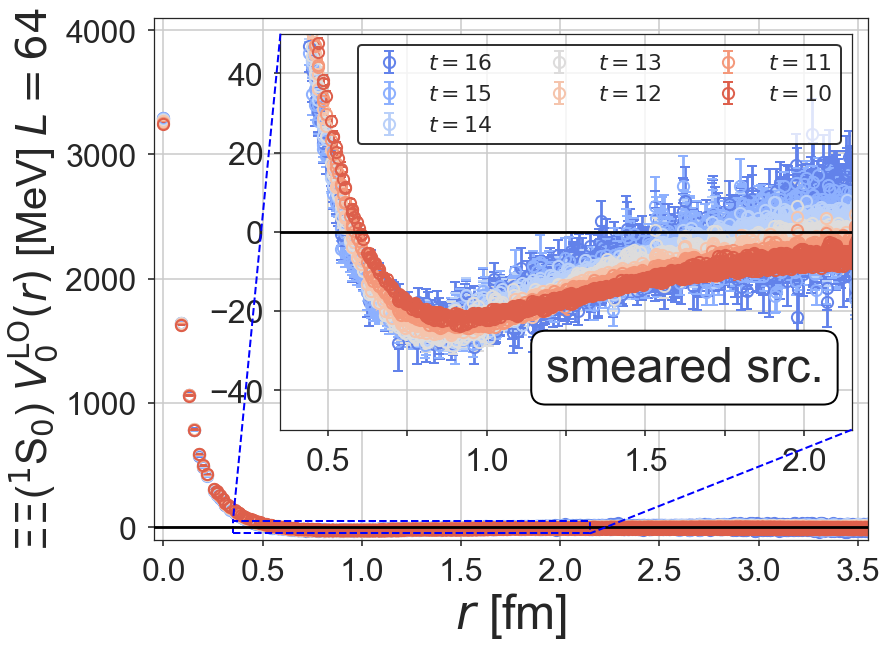 ΞΞ(¹S₀) V₀ᴸᴼ(r) [MeV] L = 64
4000
3000
2000
1000
0
0.0 0.5 1.0 1.5 2.0 2.5 3.0 3.5
r [fm]
t = 16 t = 13 t = 11
t = 15 t = 12 t = 10
t = 14
40
20
0
−20
−40
0.5 1.0 1.5 2.0
smeared src.